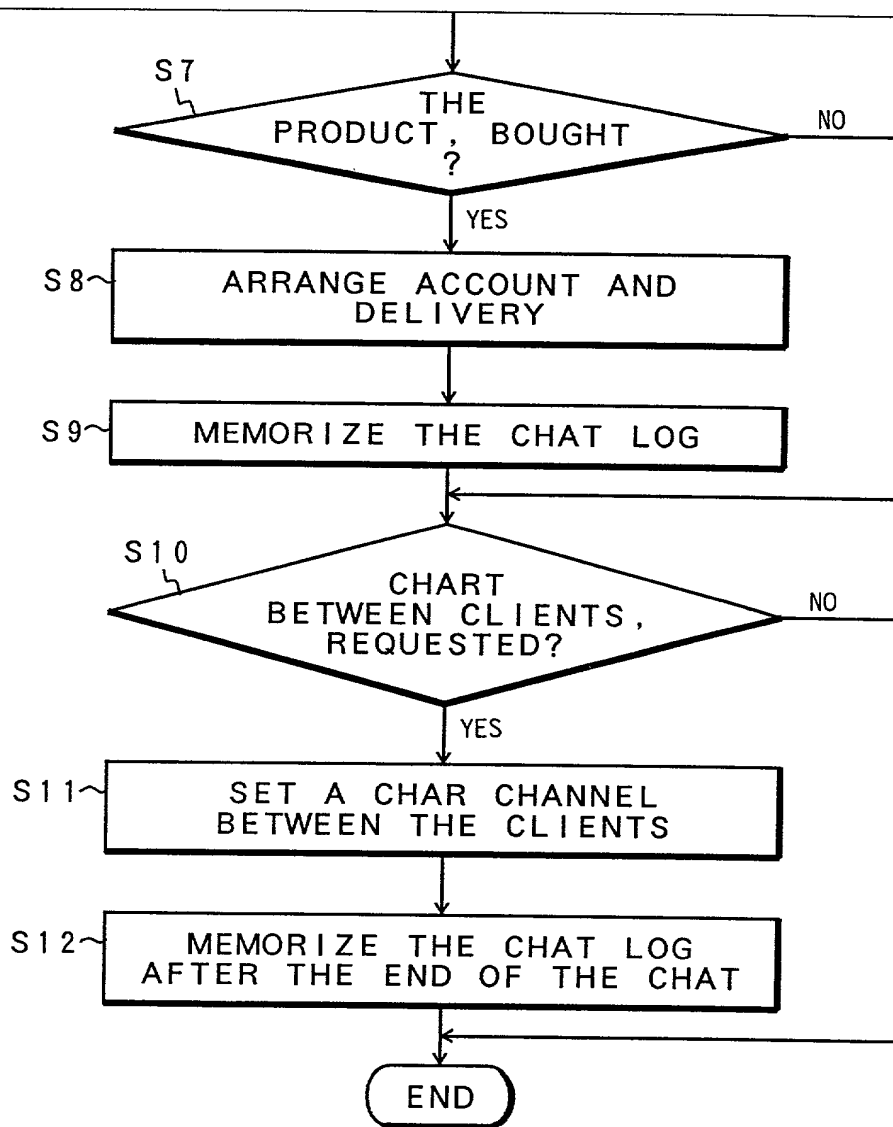 S7
THE
PRODUCT, BOUGHT
?
NO
YES
S8
ARRANGE ACCOUNT AND
DELIVERY
S9
MEMORIZE THE CHAT LOG
S10
CHART
BETWEEN CLIENTS,
REQUESTED?
NO
YES
S11
SET A CHAR CHANNEL
BETWEEN THE CLIENTS
S12
MEMORIZE THE CHAT LOG
AFTER THE END OF THE CHAT
END